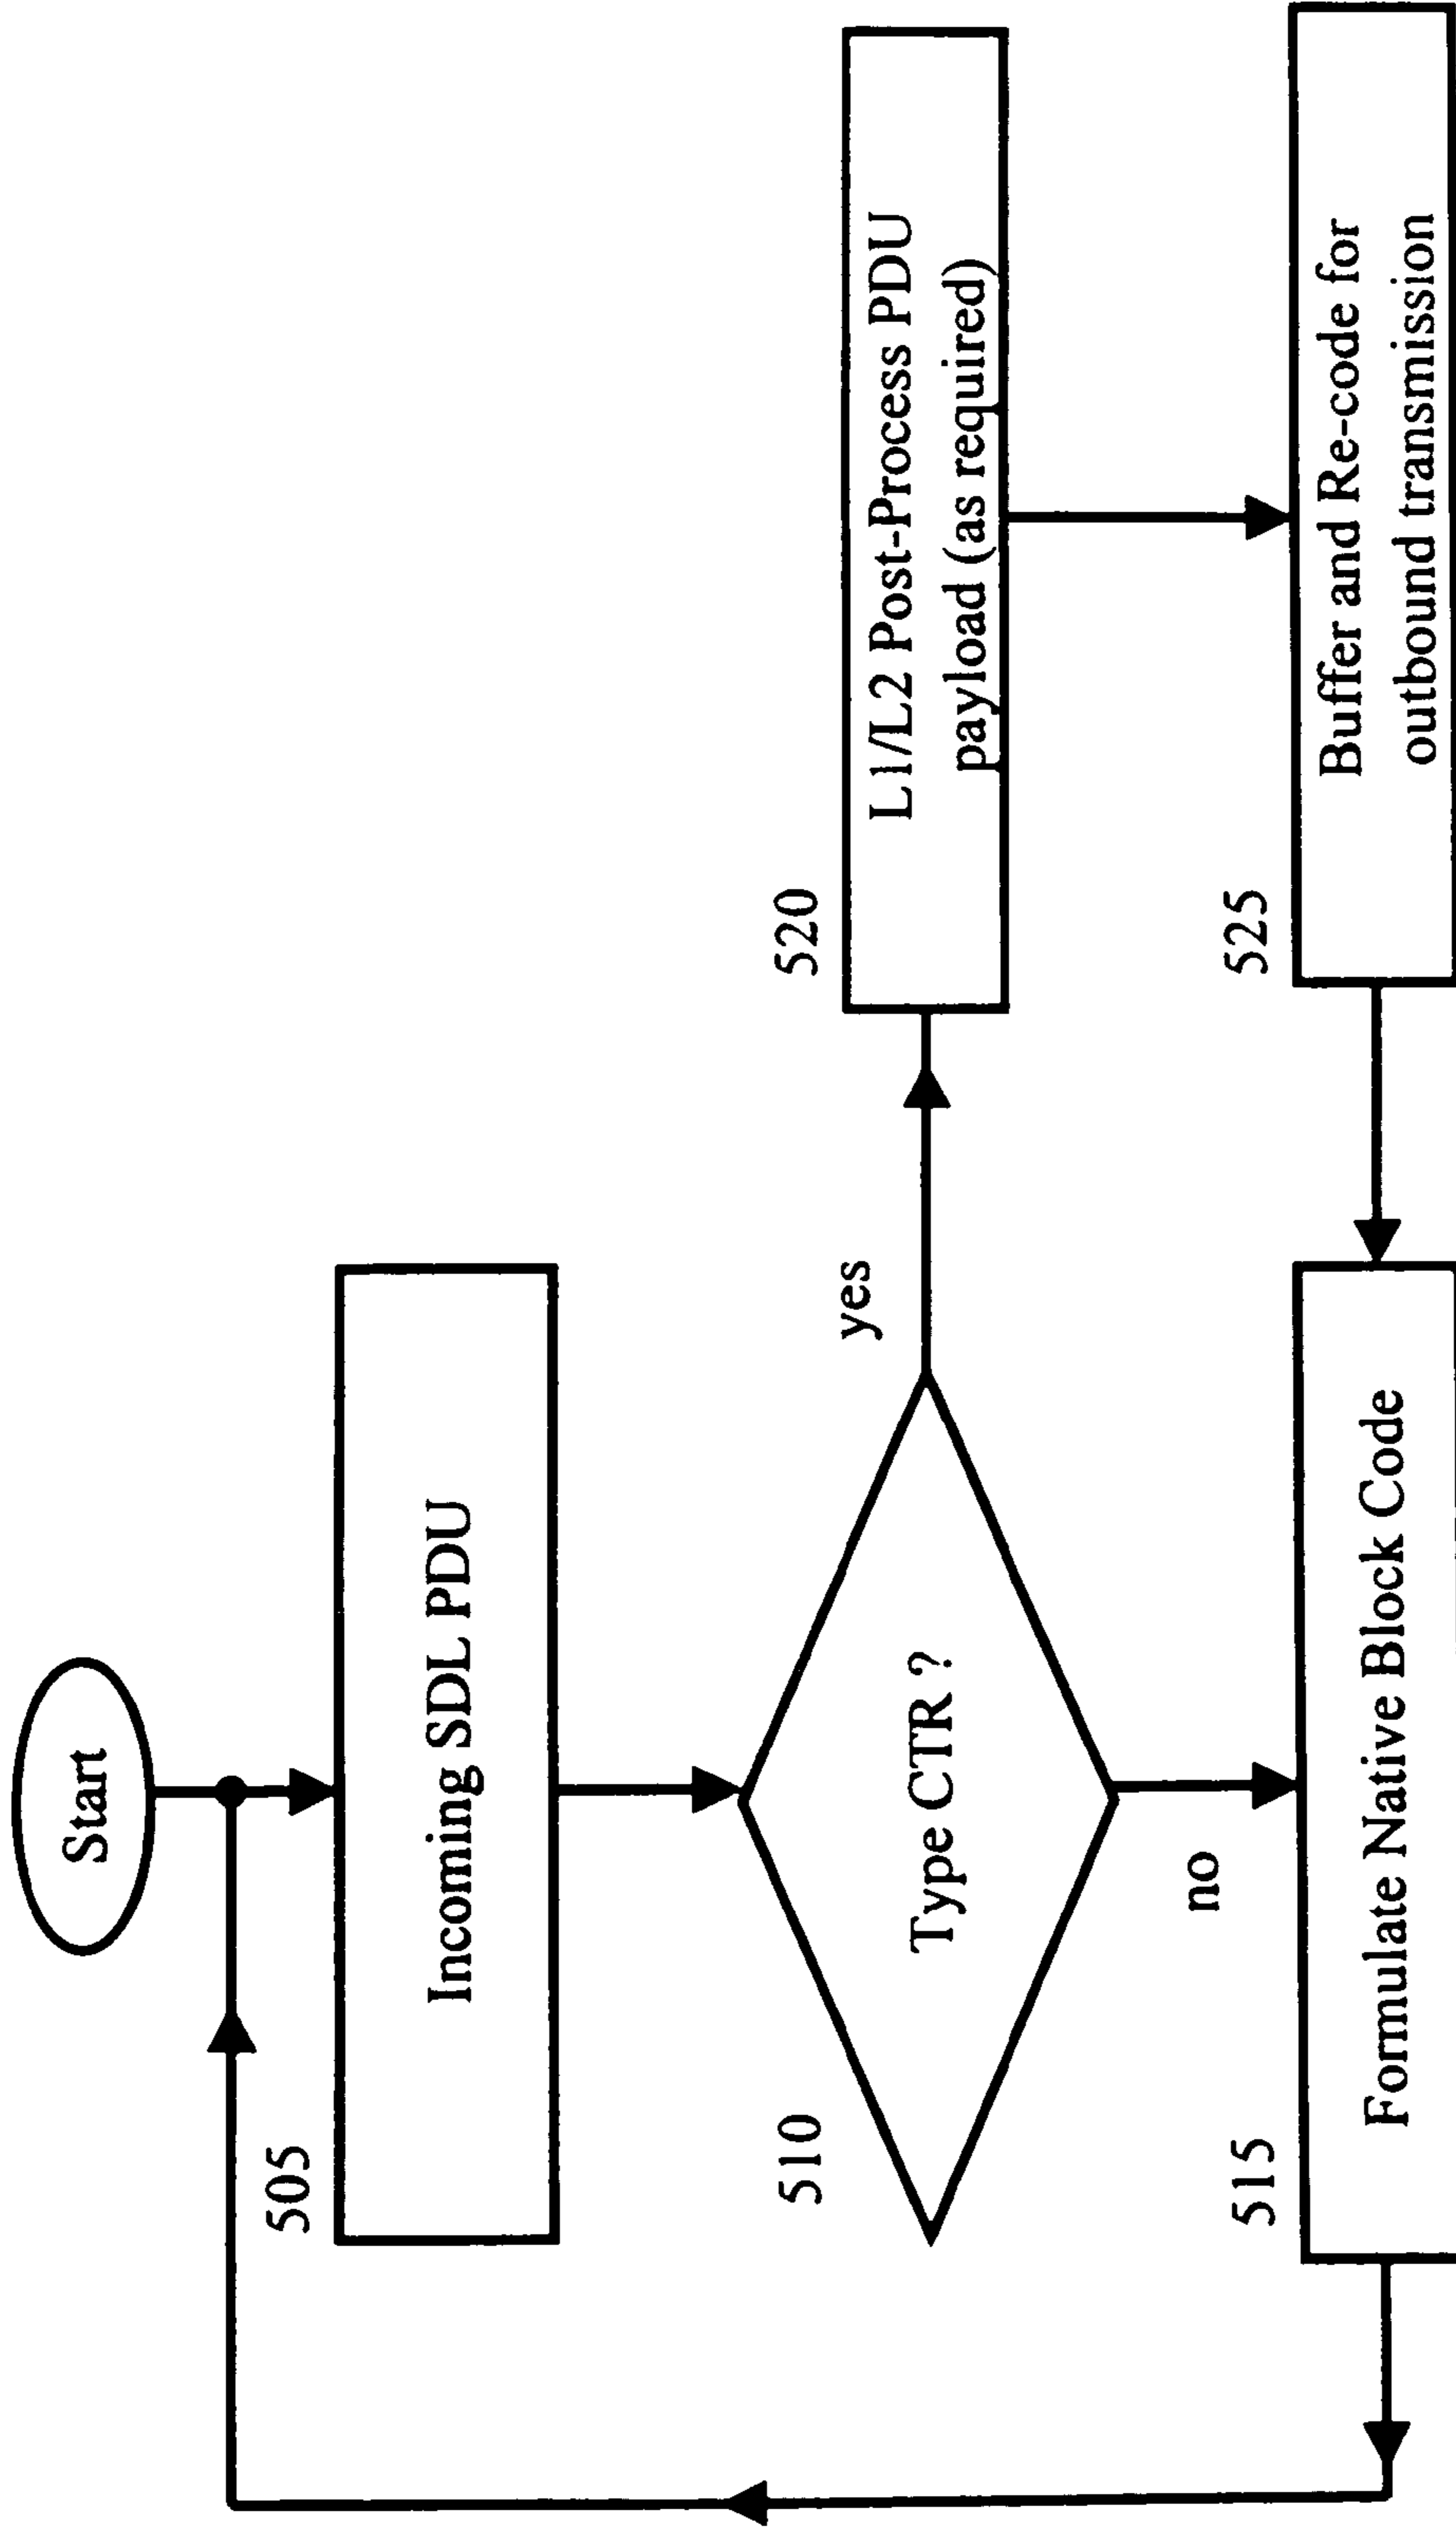 Start
505
Incoming SDL PDU
510
Type CTR ?
yes
no
520
L1/L2 Post-Process PDU
payload (as required)
515
Formulate Native Block Code
525
Buffer and Re-code for
outbound transmission